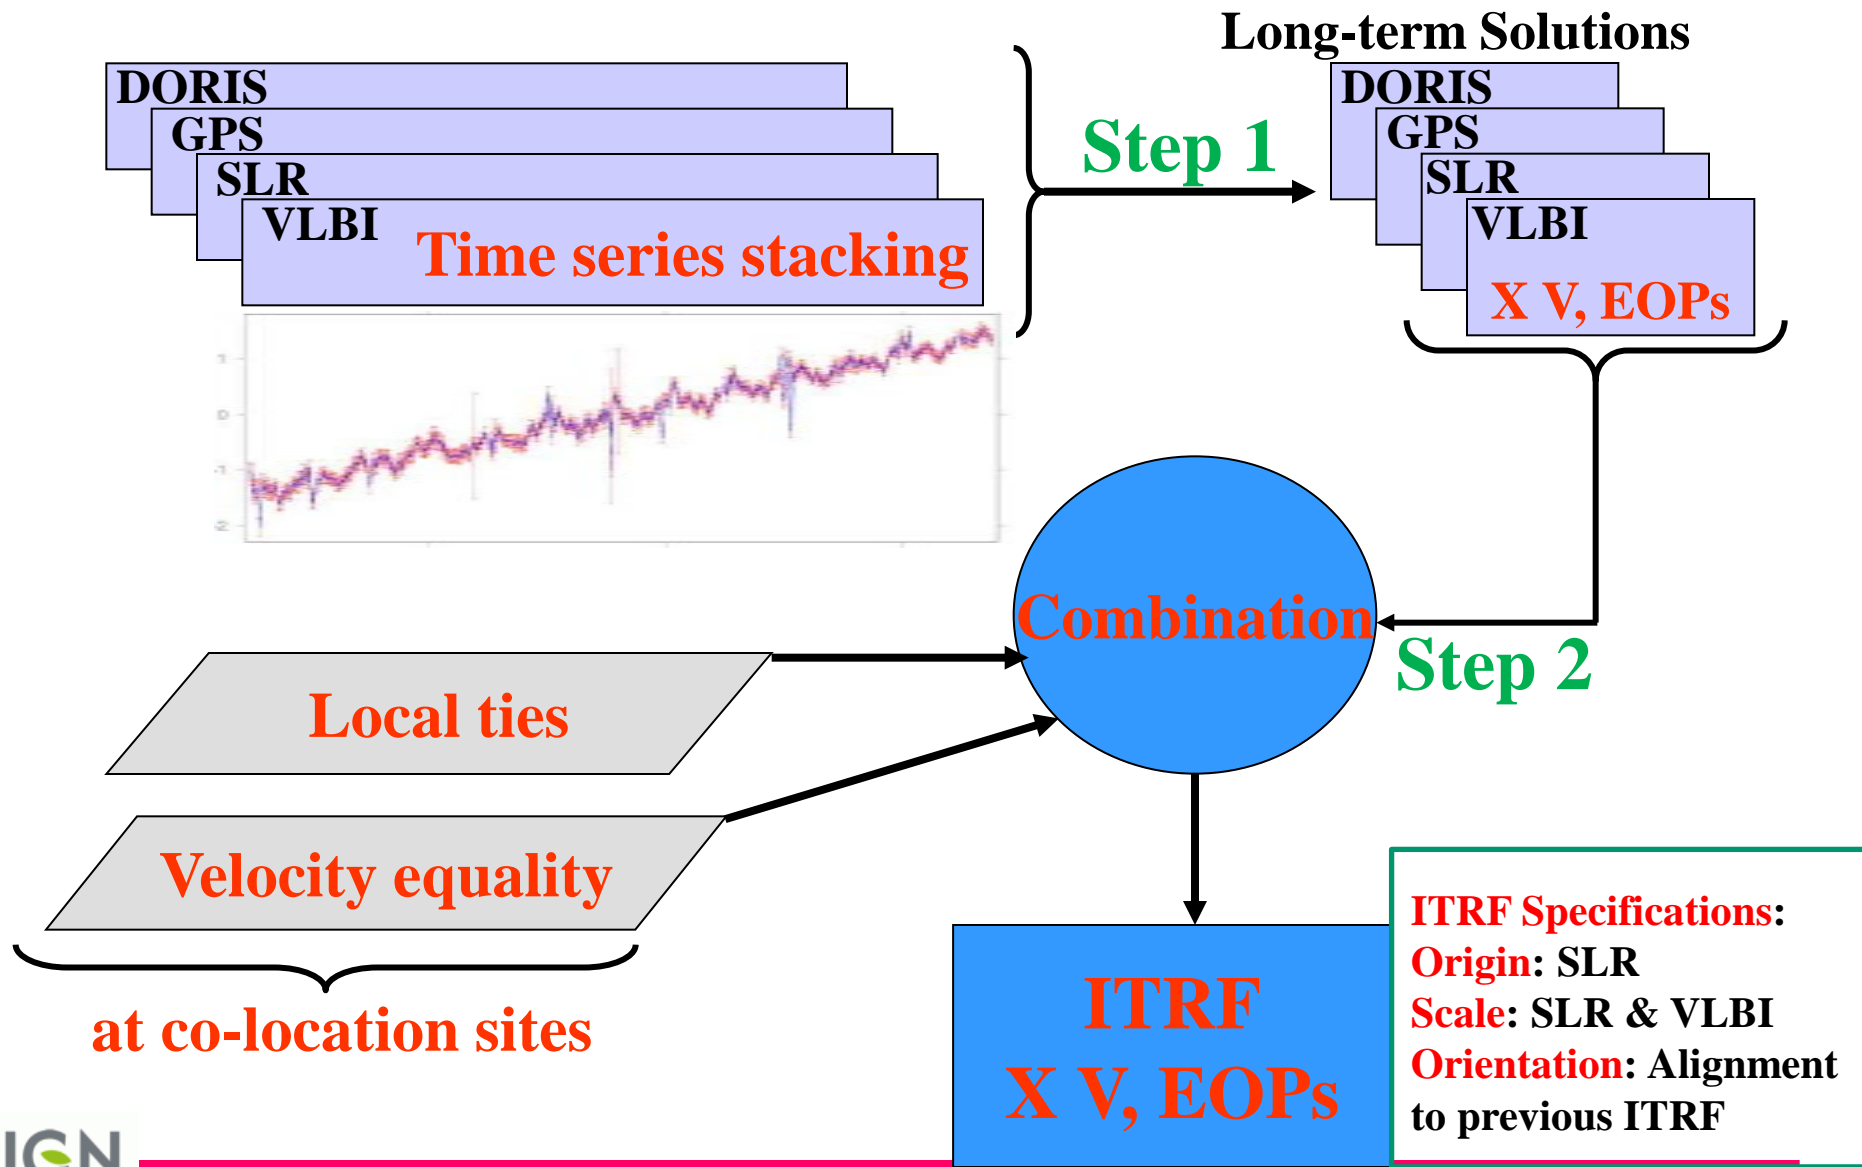 Long-term Solutions
DORIS
GPS
SLR
VLBI
Time series stacking
Step 1
DORIS
GPS
SLR
VLBI
X V, EOPs
Combination
Step 2
Local ties
Velocity equality
at co-location sites
ITRF
X V, EOPs
ITRF Specifications:
Origin: SLR
Scale: SLR & VLBI
Orientation: Alignment
to previous ITRF
IGN